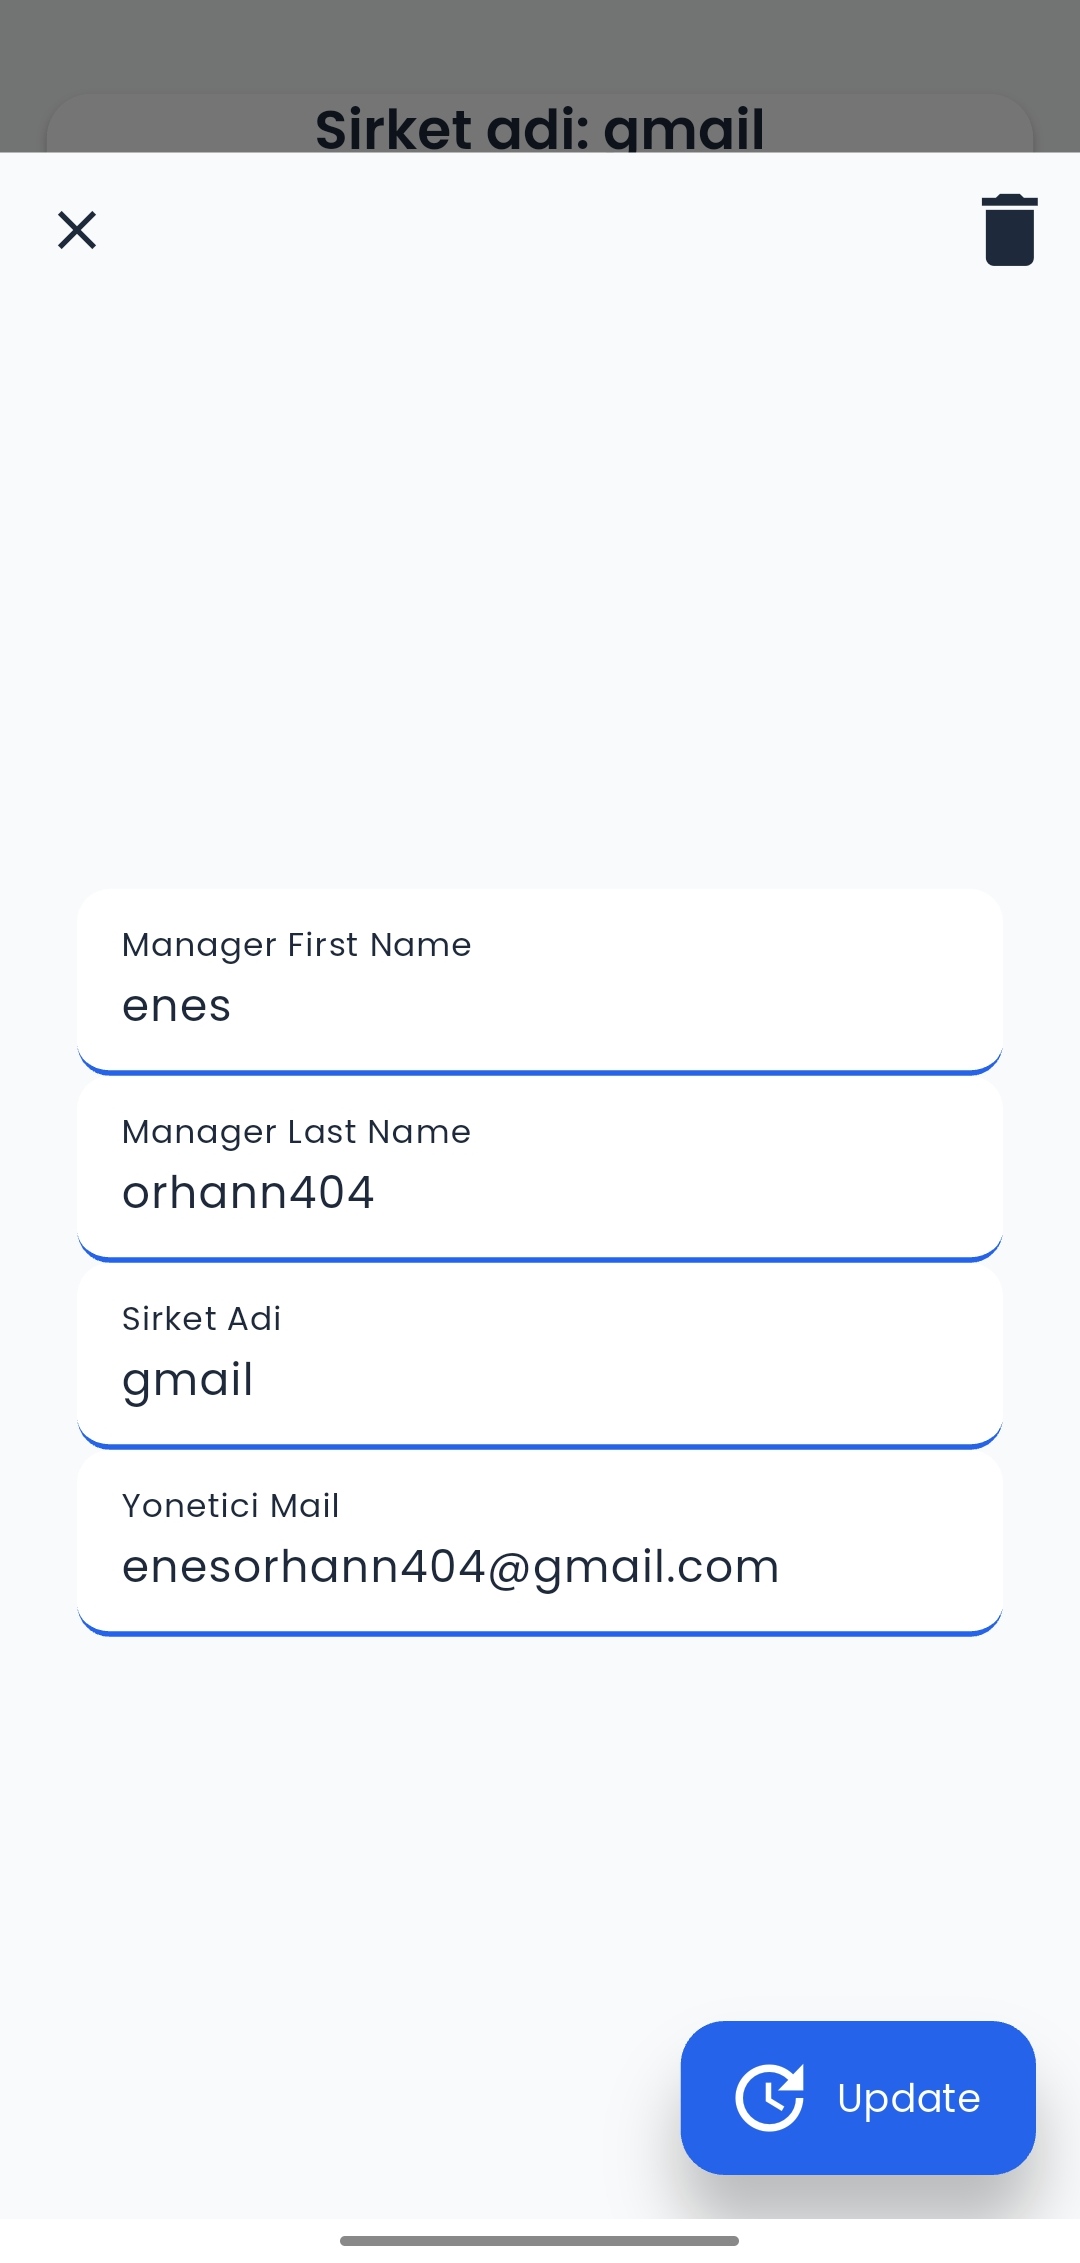 Sirket adi: gmail
Manager First Name
enes
Manager Last Name
orhann404
Sirket Adi
gmail
Yonetici Mail
enesorhann404@gmail.com
Update